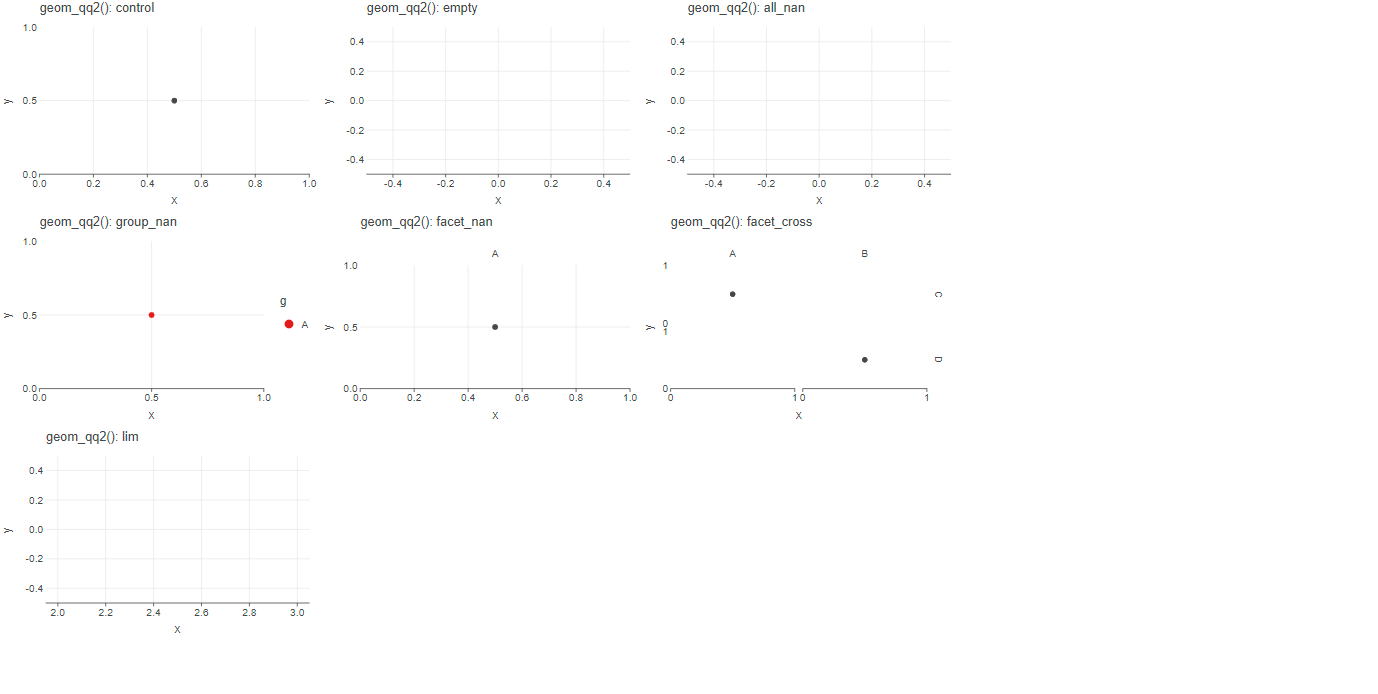 geom_qq2(): control
1.0
0.5
0.0
y
0.0 0.2 0.4 0.6 0.8 1.0
x
geom_qq2(): empty
0.4
0.2
0.0
-0.2
-0.4
y
-0.4 -0.2 0.0 0.2 0.4
x
geom_qq2(): all_nan
0.4
0.2
0.0
-0.2
-0.4
y
-0.4 -0.2 0.0 0.2 0.4
x
geom_qq2(): group_nan
1.0
0.5
0.0
y
0.0 0.5 1.0
x
g
A
geom_qq2(): facet_nan
A
1.0
0.5
0.0
y
0.0 0.2 0.4 0.6 0.8 1.0
x
geom_qq2(): facet_cross
A B
1
0
1
0
y
C
D
0 1 0 1
x
geom_qq2(): lim
0.4
0.2
0.0
-0.2
-0.4
y
2.0 2.2 2.4 2.6 2.8 3.0
x